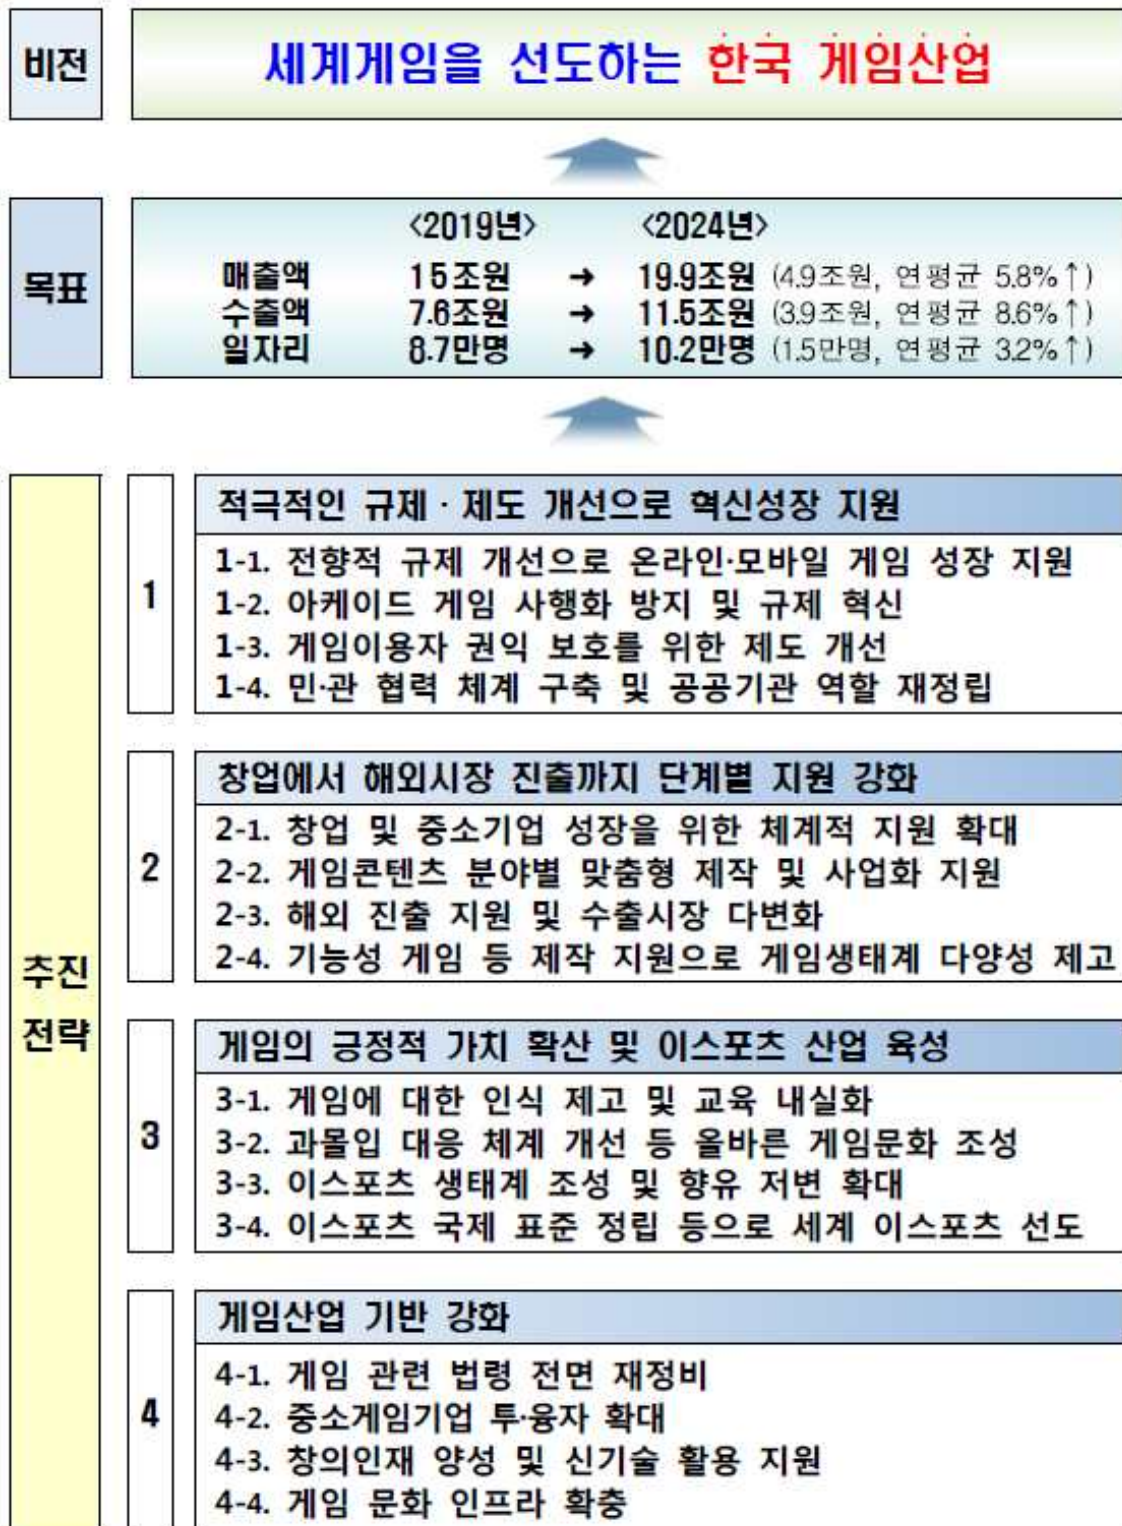 비전
세계게임을 선도하는 한국 게임산업
목표
<2019년> <2024년>
매출액 15조원 → 19.9조원 (4.9조원, 연평균 5.8%↑)
수출액 7.6조원 → 11.5조원 (3.9조원, 연평균 8.6%↑)
일자리 8.7만명 → 10.2만명 (1.5만명, 연평균 3.2%↑)
추진
전략
1
적극적인 규제·제도 개선으로 혁신성장 지원
1-1. 전향적 규제 개선으로 온라인·모바일 게임 성장 지원
1-2. 아케이드 게임 사행화 방지 및 규제 혁신
1-3. 게임이용자 권익 보호를 위한 제도 개선
1-4. 민·관 협력 체계 구축 및 공공기관 역할 재정립
2
창업에서 해외시장 진출까지 단계별 지원 강화
2-1. 창업 및 중소기업 성장을 위한 체계적 지원 확대
2-2. 게임콘텐츠 분야별 맞춤형 제작 및 사업화 지원
2-3. 해외 진출 지원 및 수출시장 다변화
2-4. 기능성 게임 등 제작 지원으로 게임생태계 다양성 제고
3
게임의 긍정적 가치 확산 및 이스포츠 산업 육성
3-1. 게임에 대한 인식 제고 및 교육 내실화
3-2. 과몰입 대응 체계 개선 등 올바른 게임문화 조성
3-3. 이스포츠 생태계 조성 및 향유 저변 확대
3-4. 이스포츠 국제 표준 정립 등으로 세계 이스포츠 선도
4
게임산업 기반 강화
4-1. 게임 관련 법령 전면 재정비
4-2. 중소게임기업 투·융자 확대
4-3. 창의인재 양성 및 신기술 활용 지원
4-4. 게임 문화 인프라 확충